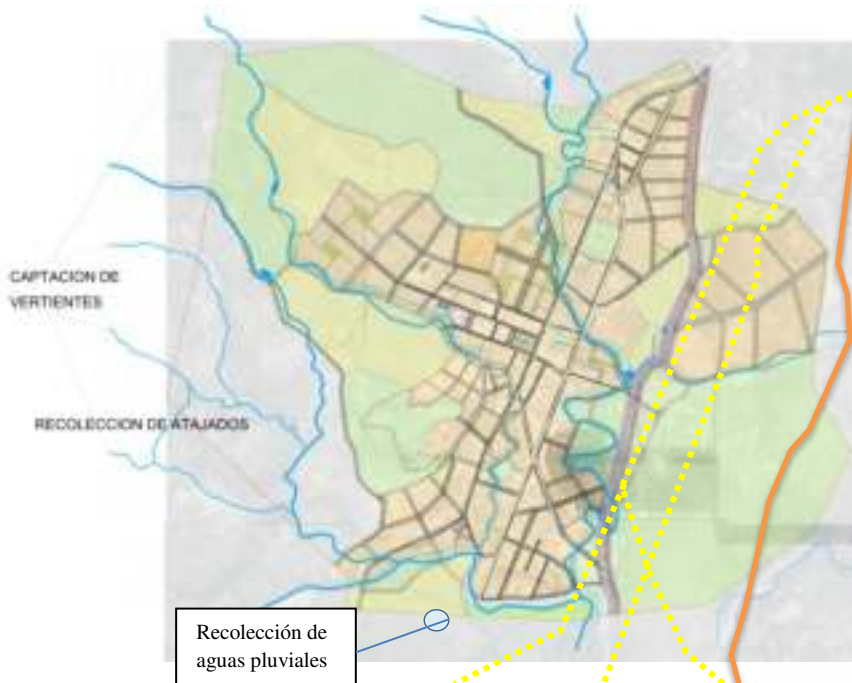 CAPTACION DE
VERTIENTES
RECOLECCION DE ATAJADOS
Recolección de
aguas pluviales